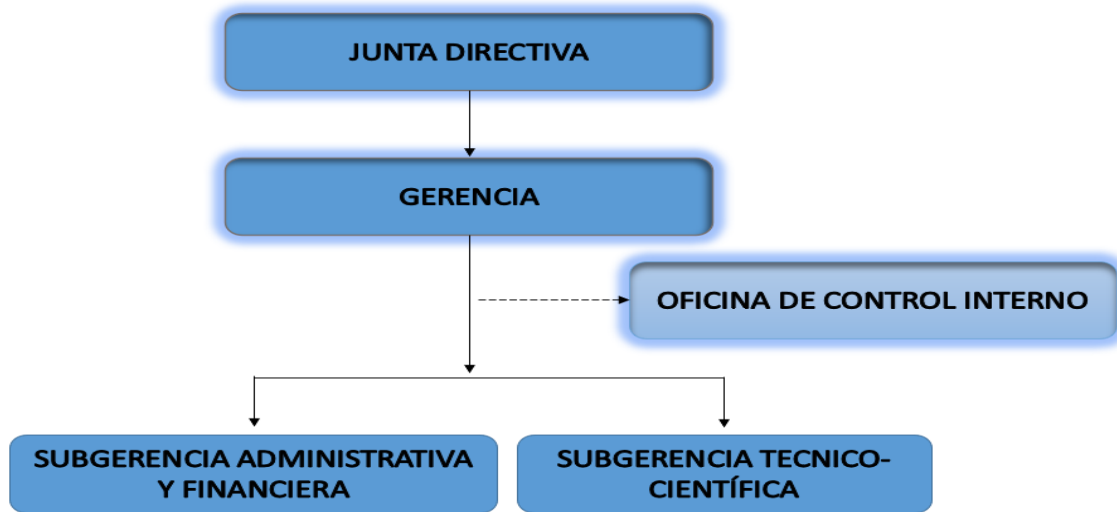 JUNTA DIRECTIVA
GERENCIA
OFICINA DE CONTROL INTERNO
SUBGERENCIA ADMINISTRATIVA
Y FINANCIERA
SUBGERENCIA TECNICO-
CIENTÍFICA